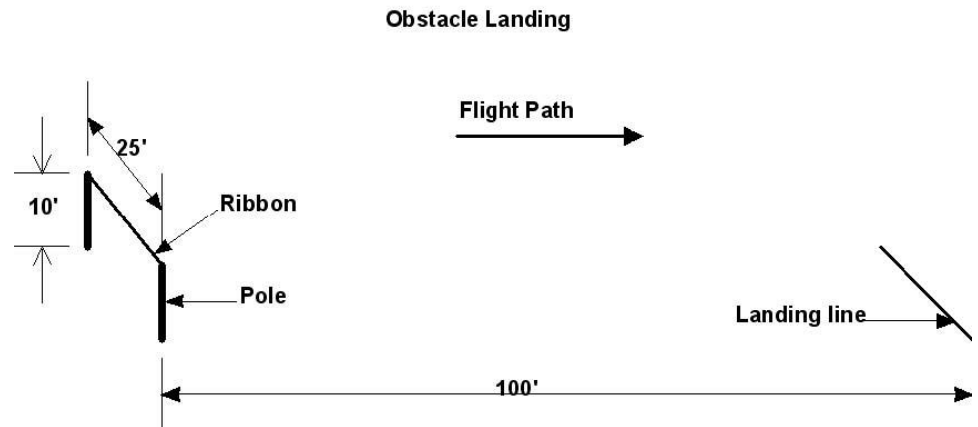 Obstacle Landing
Flight Path
25'
10'
Ribbon
Pole
Landing line
100'